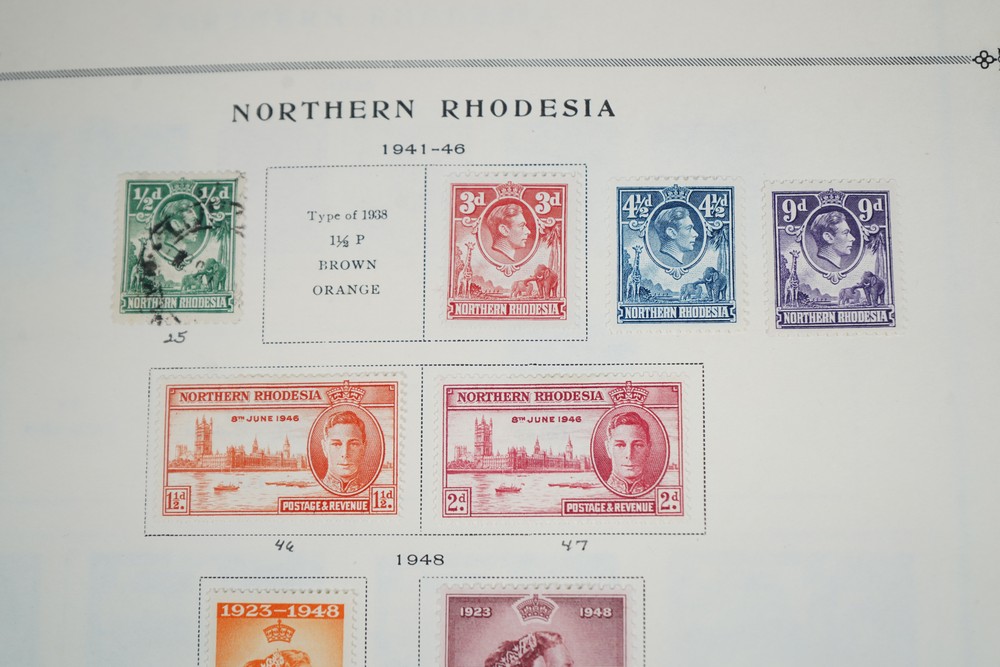 NORTHERN RHODESIA
1941-46
½d ½d
NORTHERN RHODESIA
25
Type of 1938
1½ P
BROWN
ORANGE
3d 3d
NORTHERN RHODESIA
4½d 4½d
NORTHERN RHODESIA
9d 9d
NORTHERN RHODESIA
NORTHERN RHODESIA
8TH JUNE 1946
1½d. POSTAGE & REVENUE 1½d.
46
NORTHERN RHODESIA
8TH JUNE 1946
2d. POSTAGE & REVENUE 2d.
47
1948
1923-1948
1923 1948